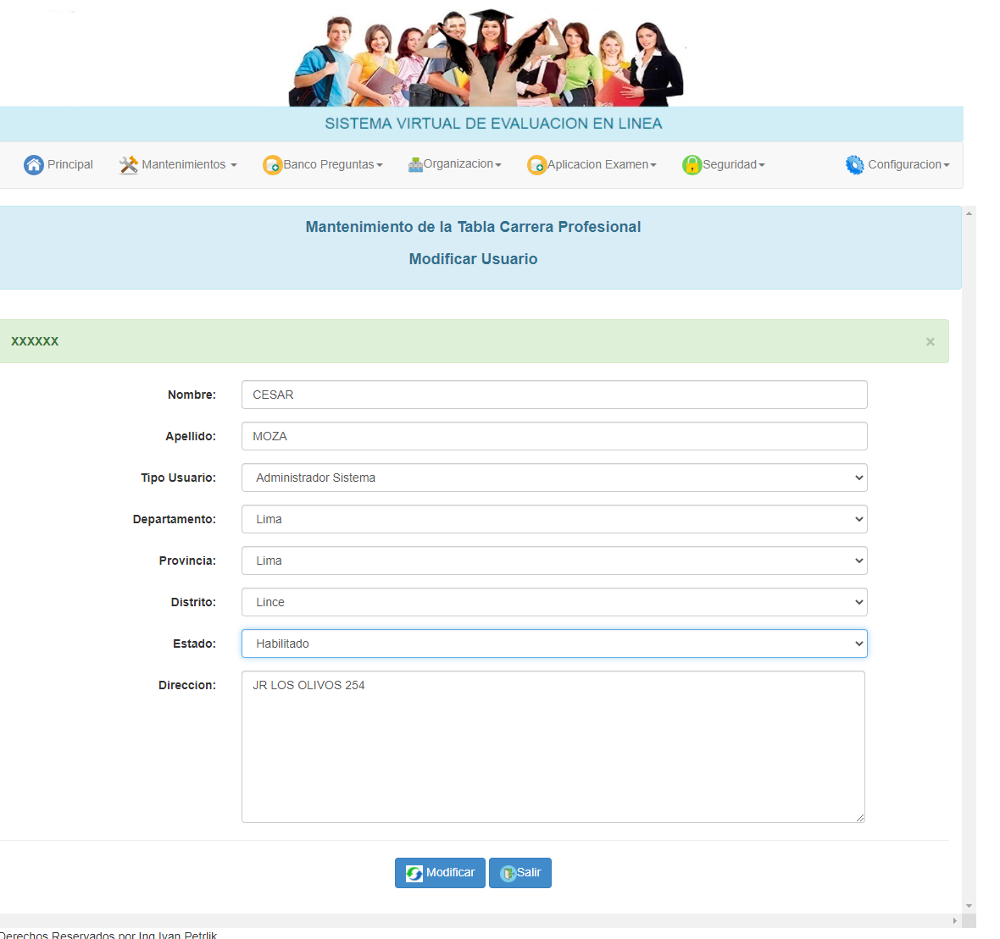 SISTEMA VIRTUAL DE EVALUACION EN LINEA
Principal Mantenimientos Banco Preguntas Organizacion Aplicacion Examen Seguridad Configuracion
Mantenimiento de la Tabla Carrera Profesional
Modificar Usuario
XXXXXX ×
Nombre: CESAR
Apellido: MOZA
Tipo Usuario: Administrador Sistema
Departamento: Lima
Provincia: Lima
Distrito: Lince
Estado: Habilitado
Direccion: JR LOS OLIVOS 254
Modificar Salir
Derechos Reservados por Ing Ivan Petrlik